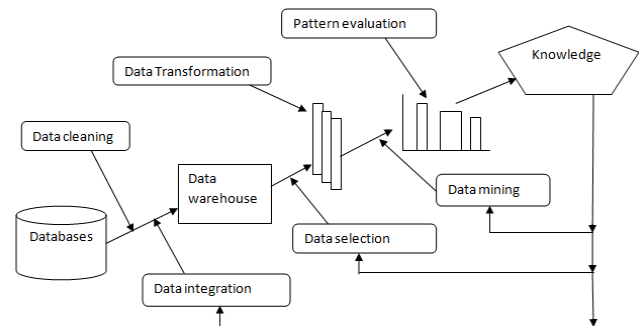 Pattern evaluation
Knowledge
Data Transformation
Data cleaning
Data
warehouse
Data mining
Databases
Data selection
Data integration